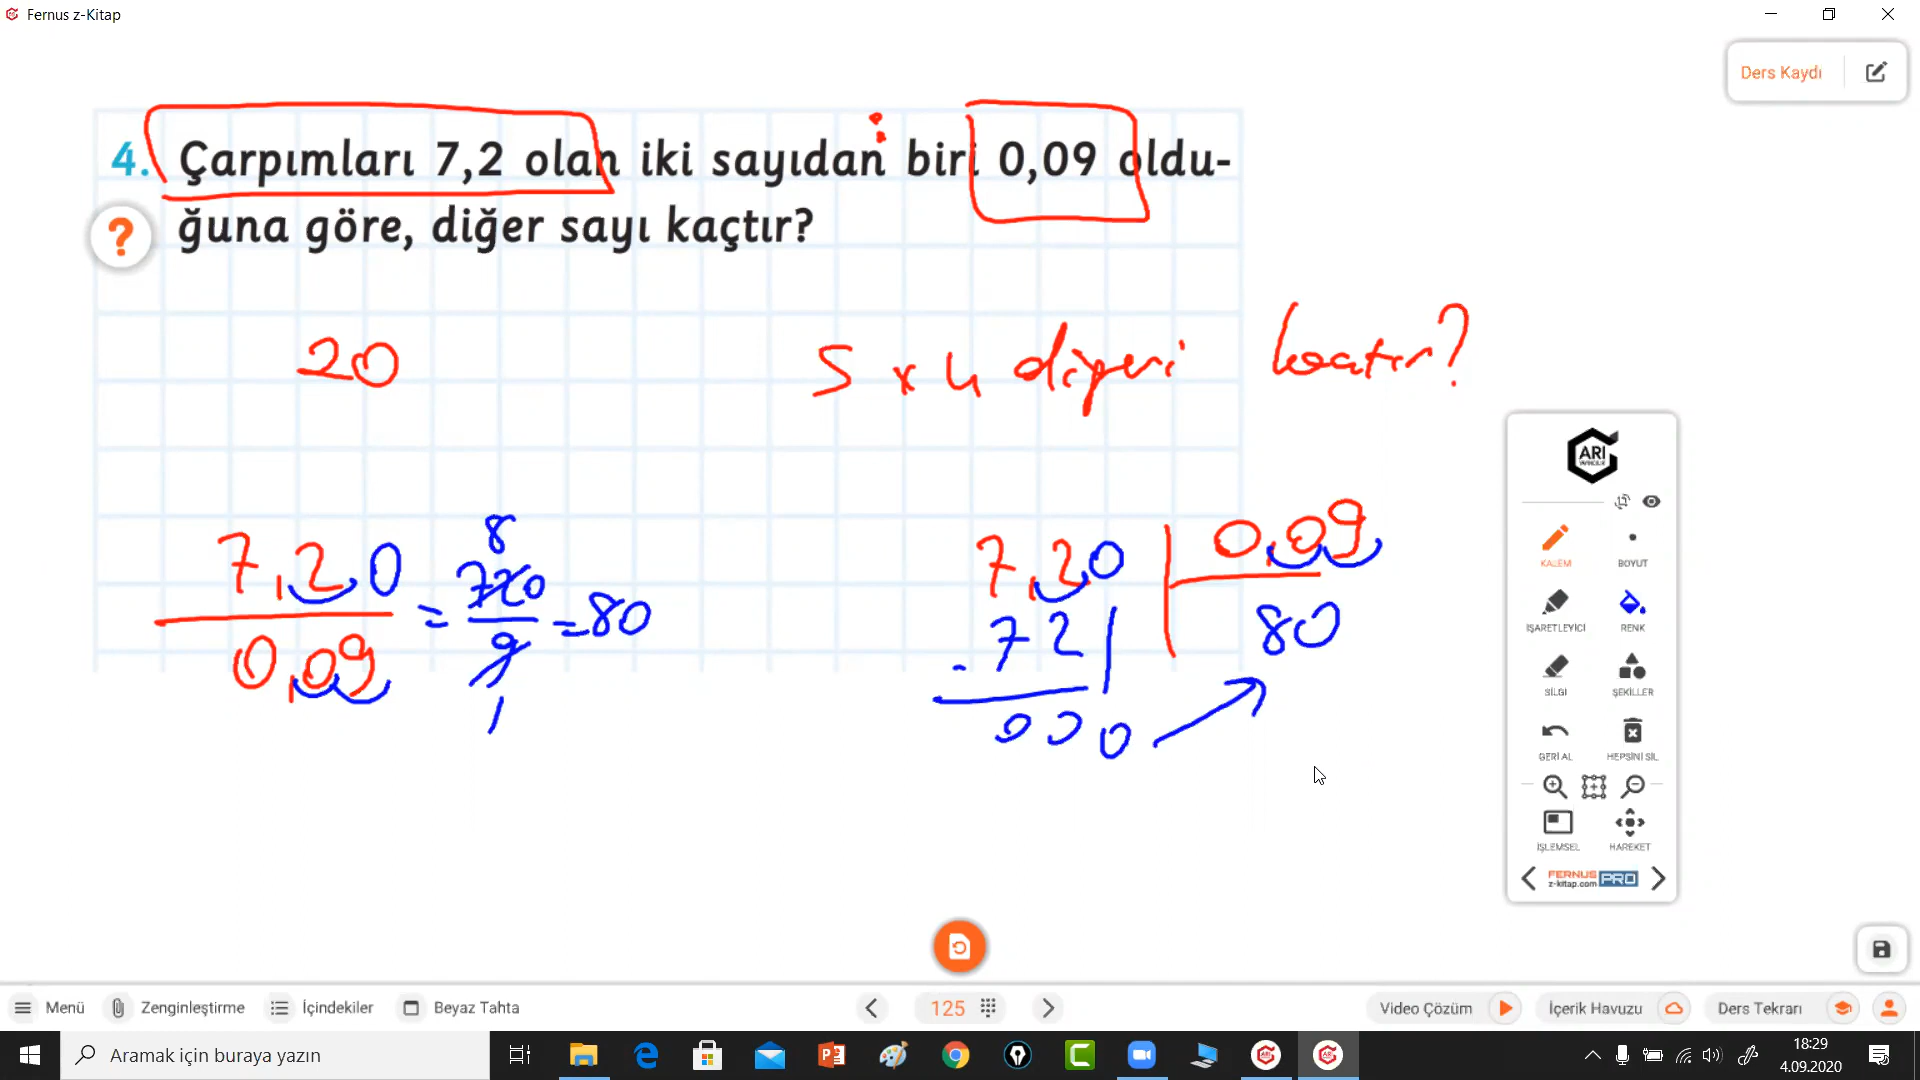 Fernus z-Kitap
Ders Kaydı
4. Çarpımları 7,2 olan iki sayıdan biri 0,09 oldu-
ğuna göre, diğer sayı kaçtır?
?
20
5 x 4 diğeri kaçtır?
8
7,20 / 0,09 = 720 / 9 = 80
1
7,20 | 0,09
- 72 | 80
000
ARI
YAYINCILIK
KALEM
BOYUT
İŞARETLEYİCİ
RENK
SİLGİ
ŞEKİLLER
GERİ AL
HEPSİNİ SİL
İŞLEMSEL
HAREKET
FERNUS
z-kitap.com PRO
Menü
Zenginleştirme
İçindekiler
Beyaz Tahta
125
Video Çözüm
İçerik Havuzu
Ders Tekrarı
Aramak için buraya yazın
18:29
4.09.2020